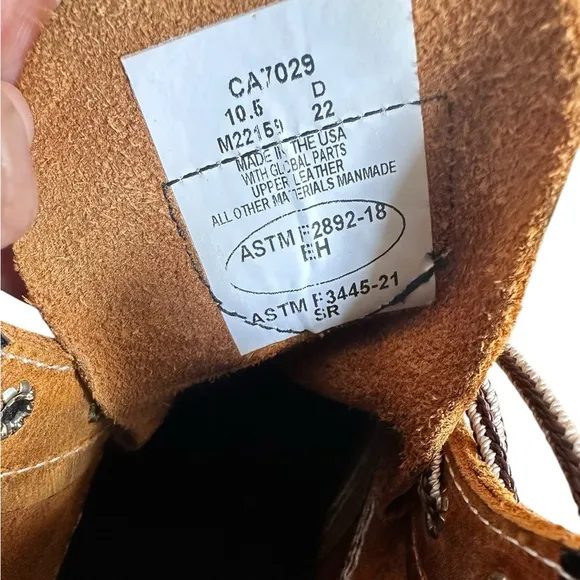 CA7029
10.5 D
M22159 22
MADE IN THE USA
WITH GLOBAL PARTS
UPPER LEATHER
ALL OTHER MATERIALS MANMADE
ASTM F2892-18
EH
ASTM F3445-21
SR